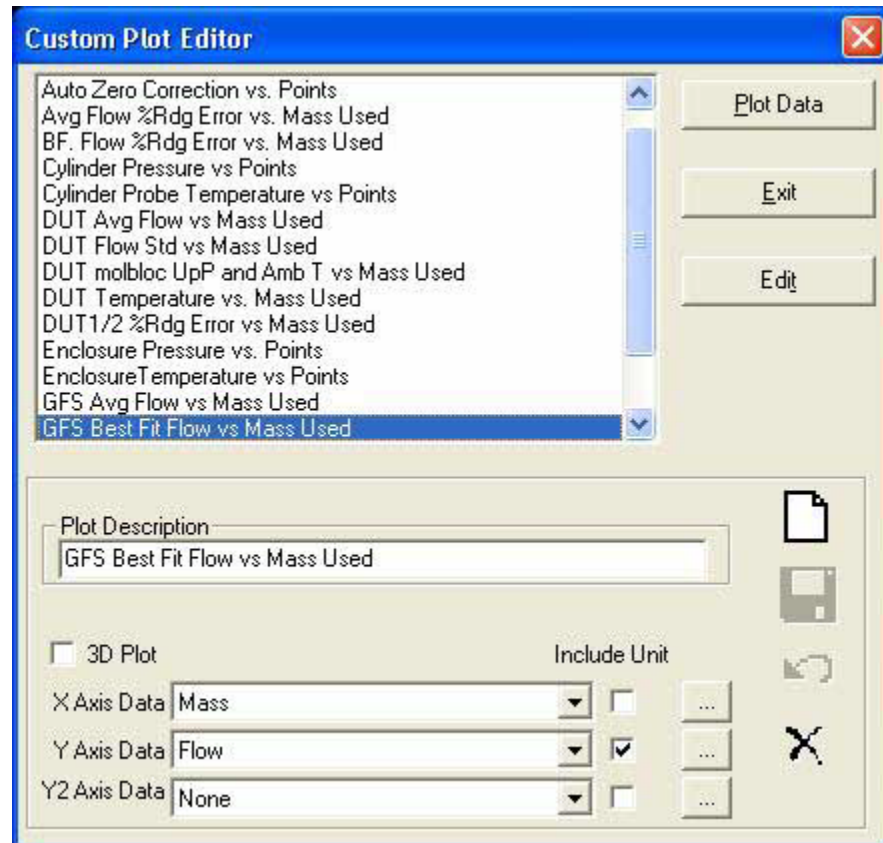 Custom Plot Editor
Auto Zero Correction vs. Points
Avg Flow %Rdg Error vs. Mass Used
BF. Flow %Rdg Error vs. Mass Used
Cylinder Pressure vs Points
Cylinder Probe Temperature vs Points
DUT Avg Flow vs Mass Used
DUT Flow Std vs Mass Used
DUT molbloc UpP and Amb T vs Mass Used
DUT Temperature vs. Mass Used
DUT1/2 %Rdg Error vs Mass Used
Enclosure Pressure vs. Points
EnclosureTemperature vs Points
GFS Avg Flow vs Mass Used
GFS Best Fit Flow vs Mass Used
Plot Data
Exit
Edit
Plot Description
GFS Best Fit Flow vs Mass Used
3D Plot
Include Unit
X Axis Data Mass ...
Y Axis Data Flow ...
Y2 Axis Data None ...